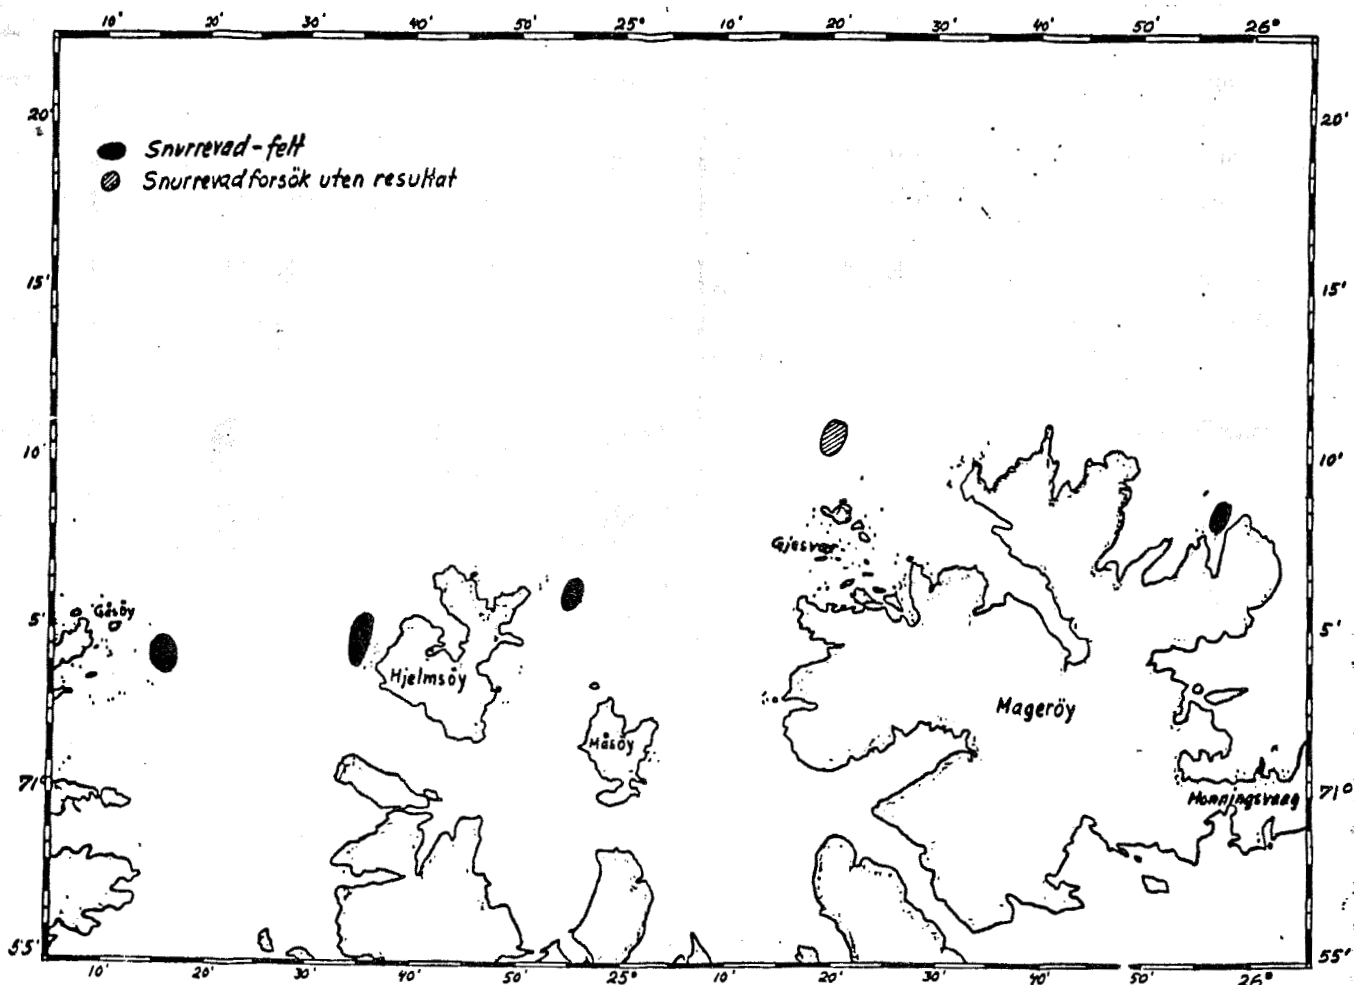 10' 20' 30' 40' 50' 25° 10' 20' 30' 40' 50' 26°
20' 20'
Snurrevad-felt
Snurrevadforsök uten resultat
15' 15'
10' 10'
Gjesvær
Gåsöy
5' 5'
Hjelmsöy
Mageröy
Måsöy
71° 71°
Honningsvaag
55' 55'
10' 20' 30' 40' 50' 25° 10' 20' 30' 40' 50' 26°